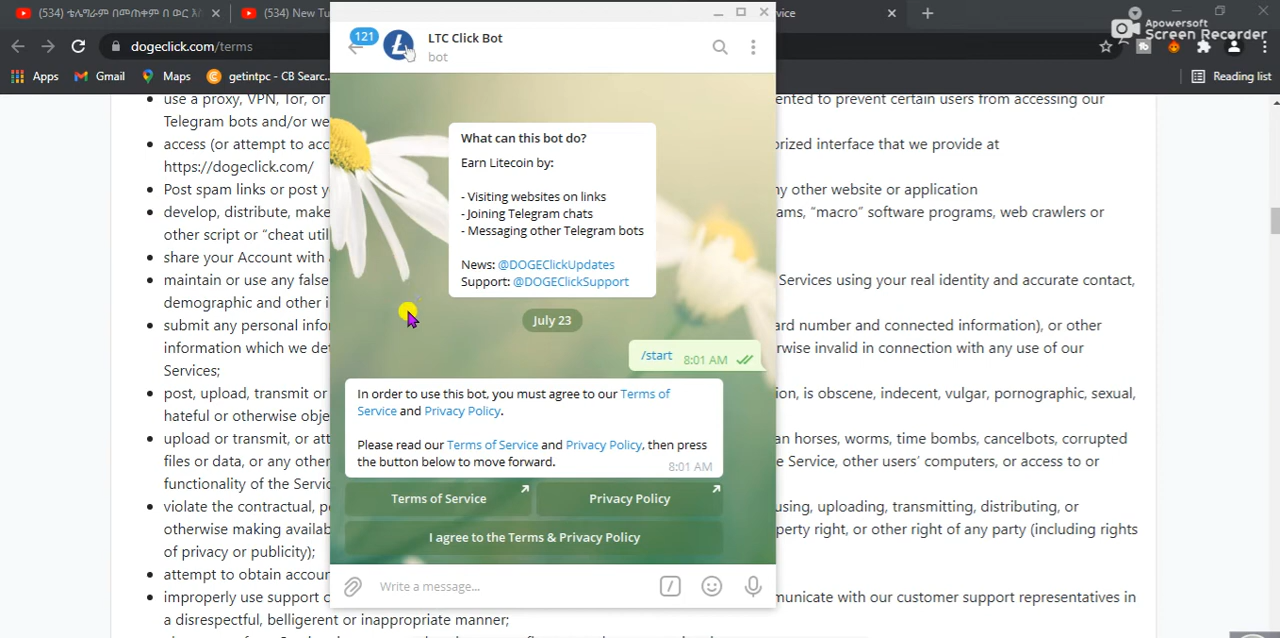 (534) ቴሌግራም በመጠቀም በ
(534) New Tu
vice
Apowersoft
Screen Recorder
dogeclick.com/terms
Apps
Gmail
Maps
getintpc - CB Searc..
Reading list
121
LTC Click Bot
bot
use a proxy, VPN, Tor, or
ented to prevent certain users from accessing our
Telegram bots and/or we
access (or attempt to acc
rized interface that we provide at
https://dogeclick.com/
Post spam links or post y
ny other website or application
develop, distribute, make
ams, “macro” software programs, web crawlers or
other script or “cheat util
share your Account with
maintain or use any false
Services using your real identity and accurate contact,
demographic and other i
submit any personal info
ard number and connected information), or other
information which we de
rwise invalid in connection with any use of our
Services;
post, upload, transmit or
ion, is obscene, indecent, vulgar, pornographic, sexual,
hateful or otherwise obje
upload or transmit, or att
an horses, worms, time bombs, cancelbots, corrupted
files or data, or any other
e Service, other users’ computers, or access to or
functionality of the Servic
violate the contractual, p
using, uploading, transmitting, distributing, or
otherwise making availab
perty right, or other right of any party (including rights
of privacy or publicity);
attempt to obtain accour
improperly use support c
municate with our customer support representatives in
a disrespectful, belligerent or inappropriate manner;
What can this bot do?
Earn Litecoin by:
- Visiting websites on links
- Joining Telegram chats
- Messaging other Telegram bots
News: @DOGEClickUpdates
Support: @DOGEClickSupport
July 23
/start 8:01 AM
In order to use this bot, you must agree to our Terms of
Service and Privacy Policy.
Please read our Terms of Service and Privacy Policy, then press
the button below to move forward.
8:01 AM
Terms of Service
Privacy Policy
I agree to the Terms & Privacy Policy
Write a message...